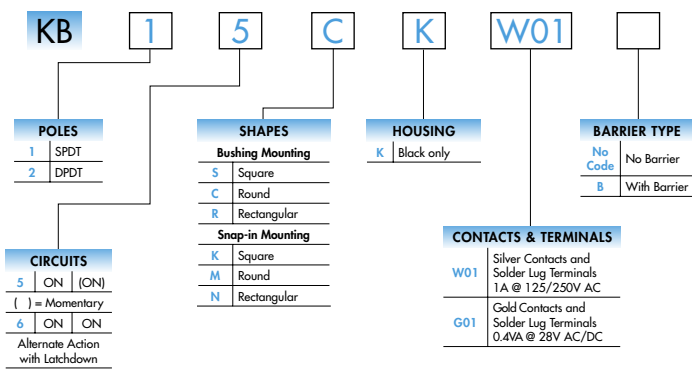 KB 1 5 C K W01
POLES
1 SPDT
2 DPDT
CIRCUITS
5 ON (ON)
( ) = Momentary
6 ON ON
Alternate Action
with Latchdown
SHAPES
Bushing Mounting
S Square
C Round
R Rectangular
Snap-in Mounting
K Square
M Round
N Rectangular
HOUSING
K Black only
CONTACTS & TERMINALS
W01 Silver Contacts and
Solder Lug Terminals
1A @ 125/250V AC
G01 Gold Contacts and
Solder Lug Terminals
0.4VA @ 28V AC/DC
BARRIER TYPE
No
Code No Barrier
B With Barrier